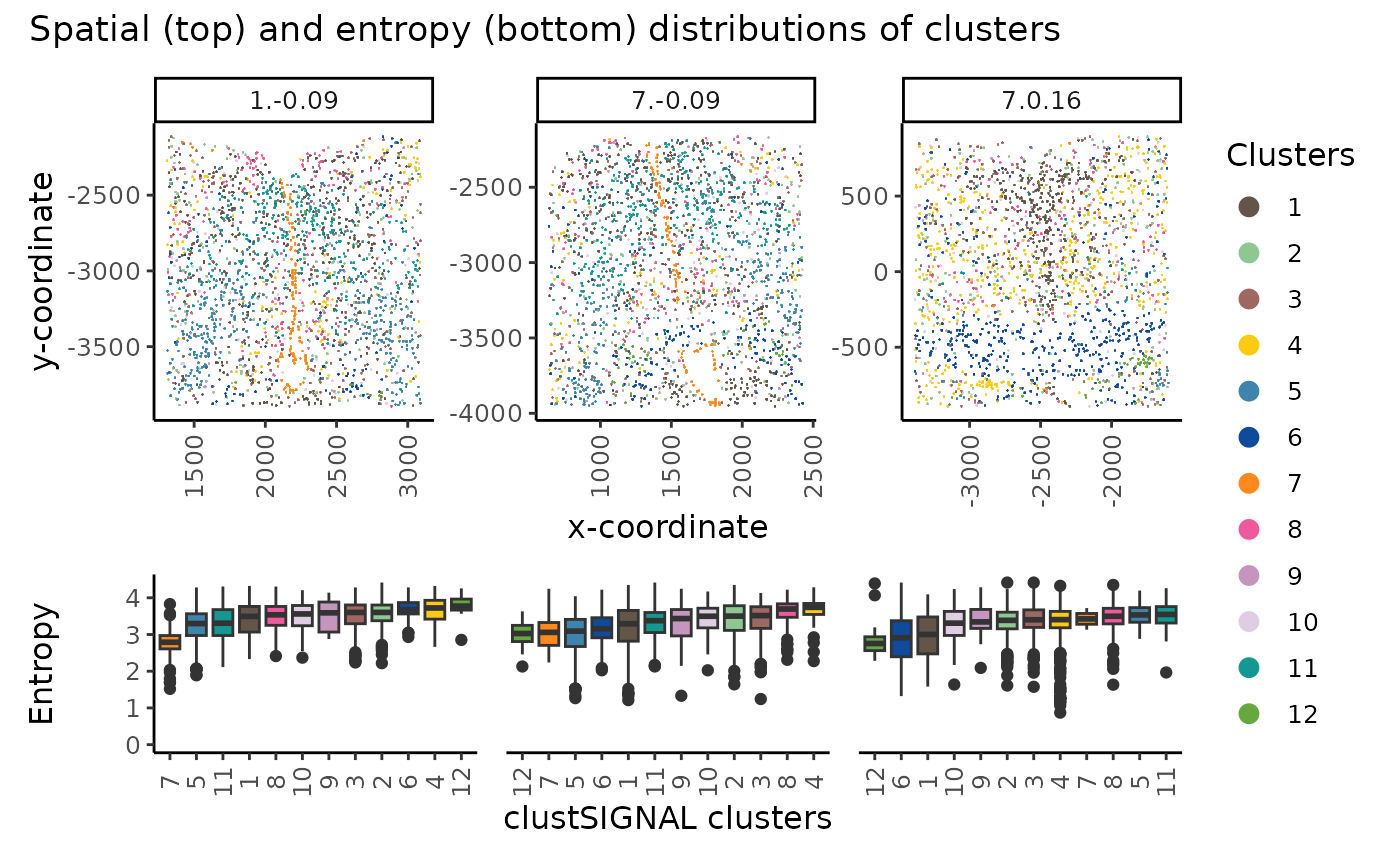 Spatial (top) and entropy (bottom) distributions of clusters
1.-0.09 7.-0.09 7.0.16
y-coordinate
-2500
-3000
-3500
-2500
-3000
-3500
-4000
500
0
-500
1500 2000 2500 3000
1000 1500 2000 2500
-3000 -2500 -2000
x-coordinate
Clusters
1
2
3
4
5
6
7
8
9
10
11
12
Entropy
4
3
2
1
0
7 5 11 1 8 10 9 3 2 6 4 12
12 7 5 6 1 11 9 10 2 3 8 4
12 6 1 10 9 2 3 4 7 8 5 11
clustSIGNAL clusters